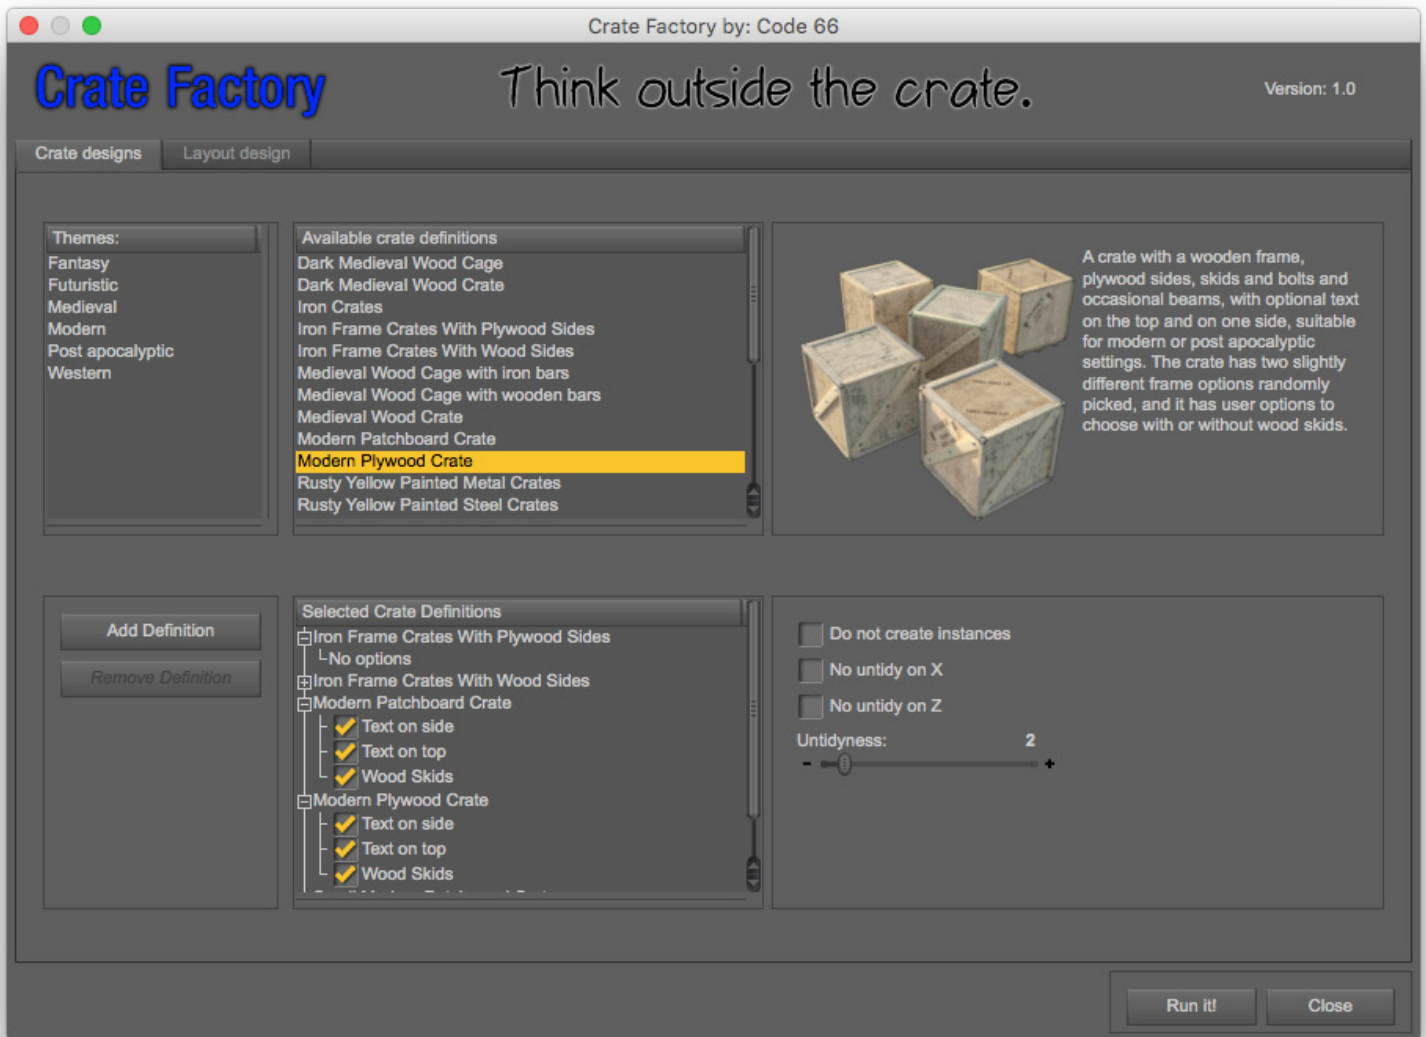 Crate Factory by: Code 66
Crate Factory
Think outside the crate.
Version: 1.0
Crate designs
Layout design
Themes:
Fantasy
Futuristic
Medieval
Modern
Post apocalyptic
Western
Available crate definitions
Dark Medieval Wood Cage
Dark Medieval Wood Crate
Iron Crates
Iron Frame Crates With Plywood Sides
Iron Frame Crates With Wood Sides
Medieval Wood Cage with iron bars
Medieval Wood Cage with wooden bars
Medieval Wood Crate
Modern Patchboard Crate
Modern Plywood Crate
Rusty Yellow Painted Metal Crates
Rusty Yellow Painted Steel Crates
A crate with a wooden frame,
plywood sides, skids and bolts and
occasional beams, with optional text
on the top and on one side, suitable
for modern or post apocalyptic
settings. The crate has two slightly
different frame options randomly
picked, and it has user options to
choose with or without wood skids.
Add Definition
Remove Definition
Selected Crate Definitions
Iron Frame Crates With Plywood Sides
No options
Iron Frame Crates With Wood Sides
Modern Patchboard Crate
Text on side
Text on top
Wood Skids
Modern Plywood Crate
Text on side
Text on top
Wood Skids
Do not create instances
No untidy on X
No untidy on Z
Untidyness: 2
- +
Run it!
Close